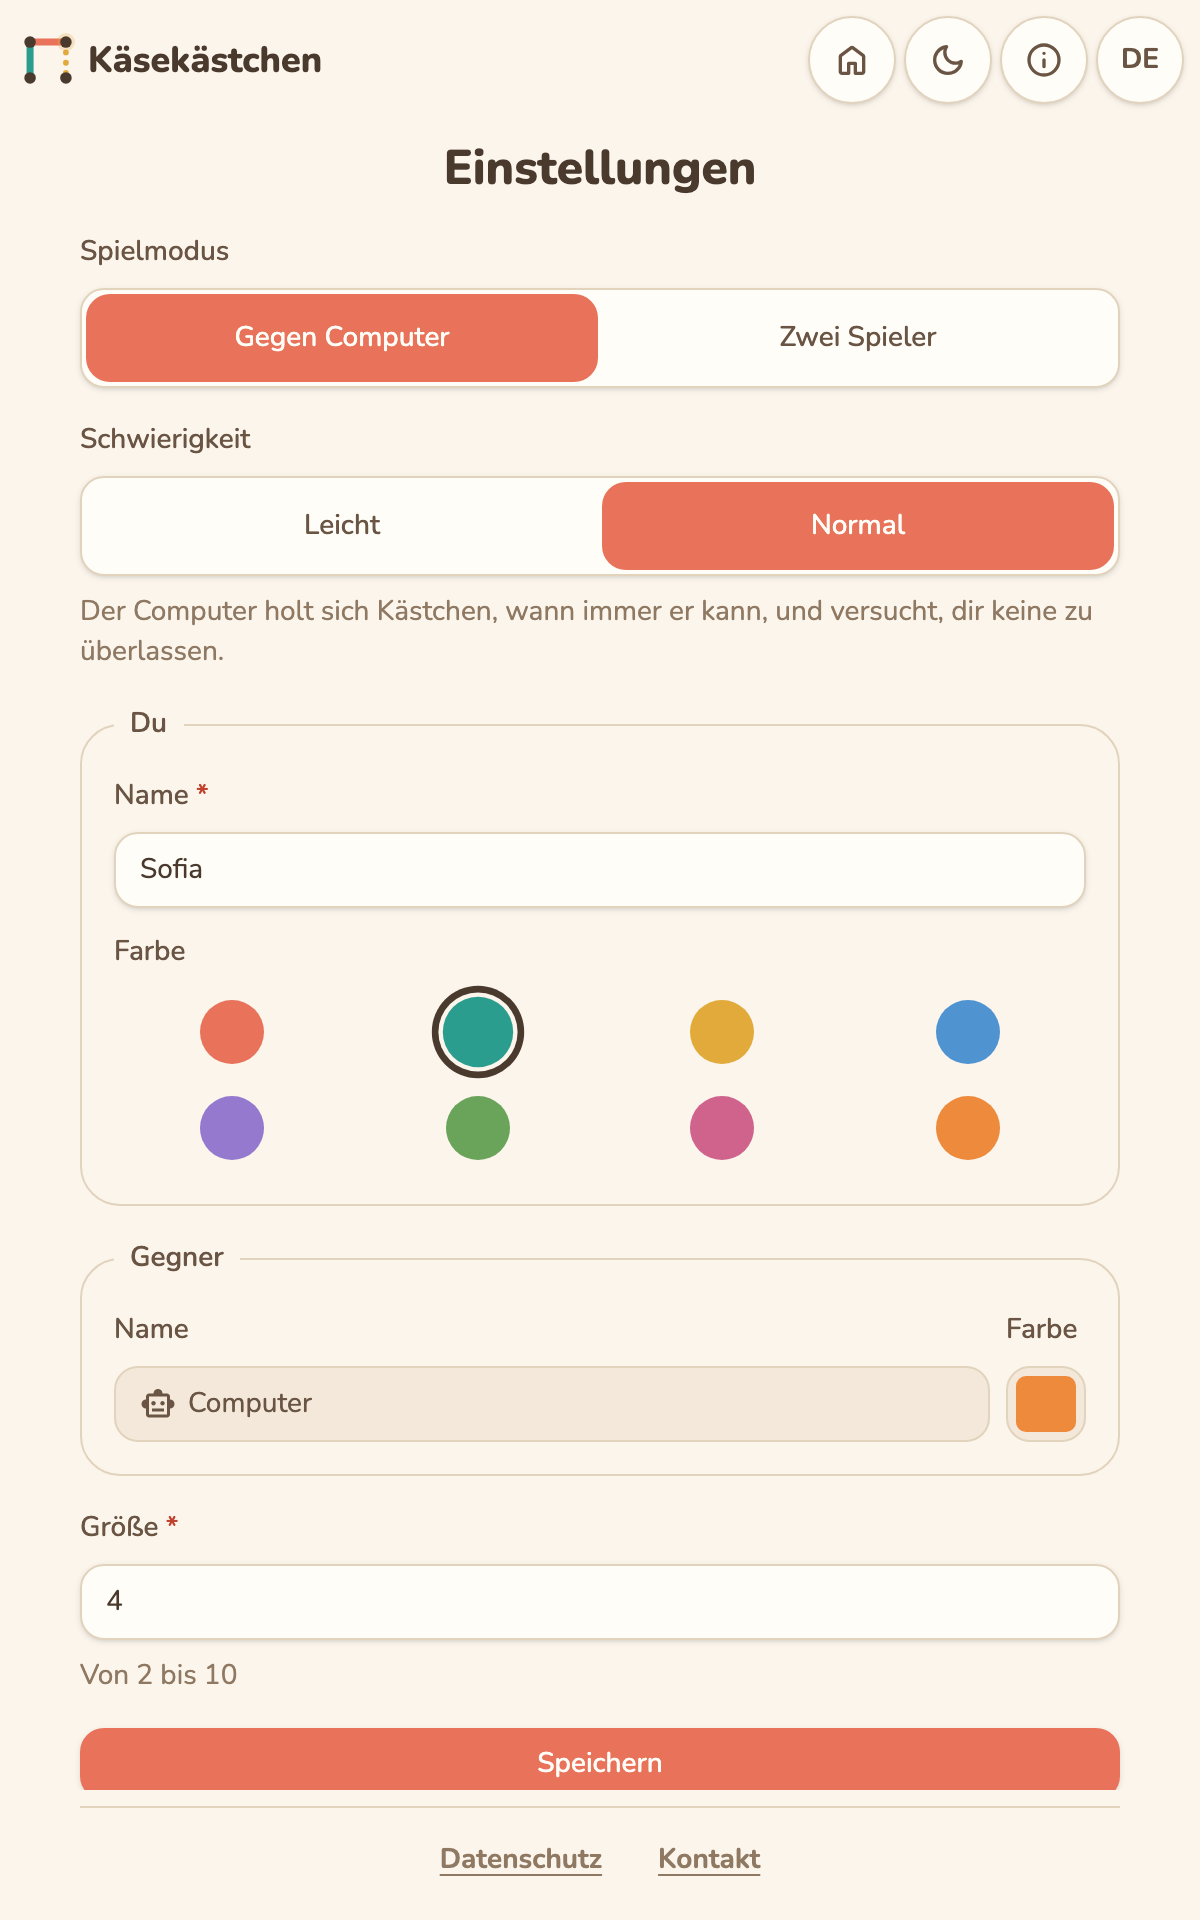 Käsekästchen
DE
Einstellungen
Spielmodus
Gegen Computer
Zwei Spieler
Schwierigkeit
Leicht
Normal
Der Computer holt sich Kästchen, wann immer er kann, und versucht, dir keine zu
überlassen.
Du
Name *
Sofia
Farbe
Gegner
Name
Farbe
Computer
Größe *
4
Von 2 bis 10
Speichern
Datenschutz
Kontakt